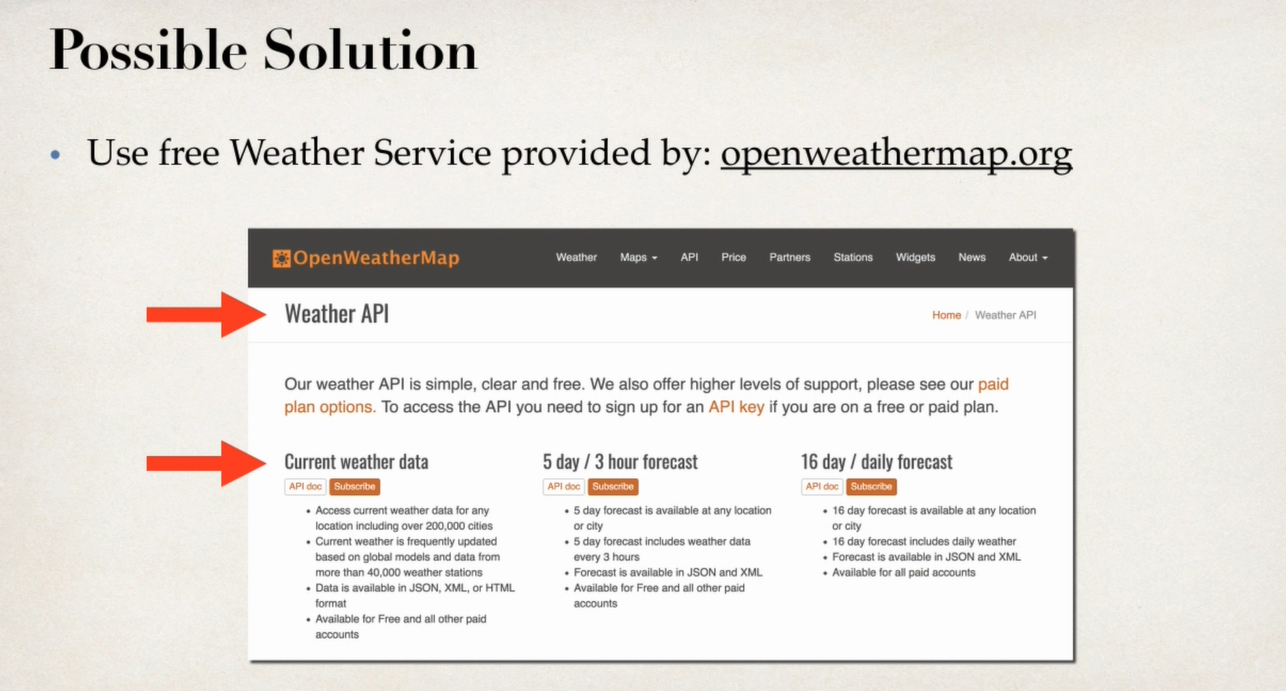 Possible Solution
• Use free Weather Service provided by: openweathermap.org
OpenWeatherMap
Weather Maps API Price Partners Stations Widgets News About
Weather API
Home / Weather API
Our weather API is simple, clear and free. We also offer higher levels of support, please see our paid
plan options. To access the API you need to sign up for an API key if you are on a free or paid plan.
Current weather data
API doc Subscribe
• Access current weather data for any
location including over 200,000 cities
• Current weather is frequently updated
based on global models and data from
more than 40,000 weather stations
• Data is available in JSON, XML, or HTML
format
• Available for Free and all other paid
accounts
5 day / 3 hour forecast
API doc Subscribe
• 5 day forecast is available at any location
or city
• 5 day forecast includes weather data
every 3 hours
• Forecast is available in JSON and XML
• Available for Free and all other paid
accounts
16 day / daily forecast
API doc Subscribe
• 16 day forecast is available at any location
or city
• 16 day forecast includes daily weather
• Forecast is available in JSON and XML
• Available for all paid accounts